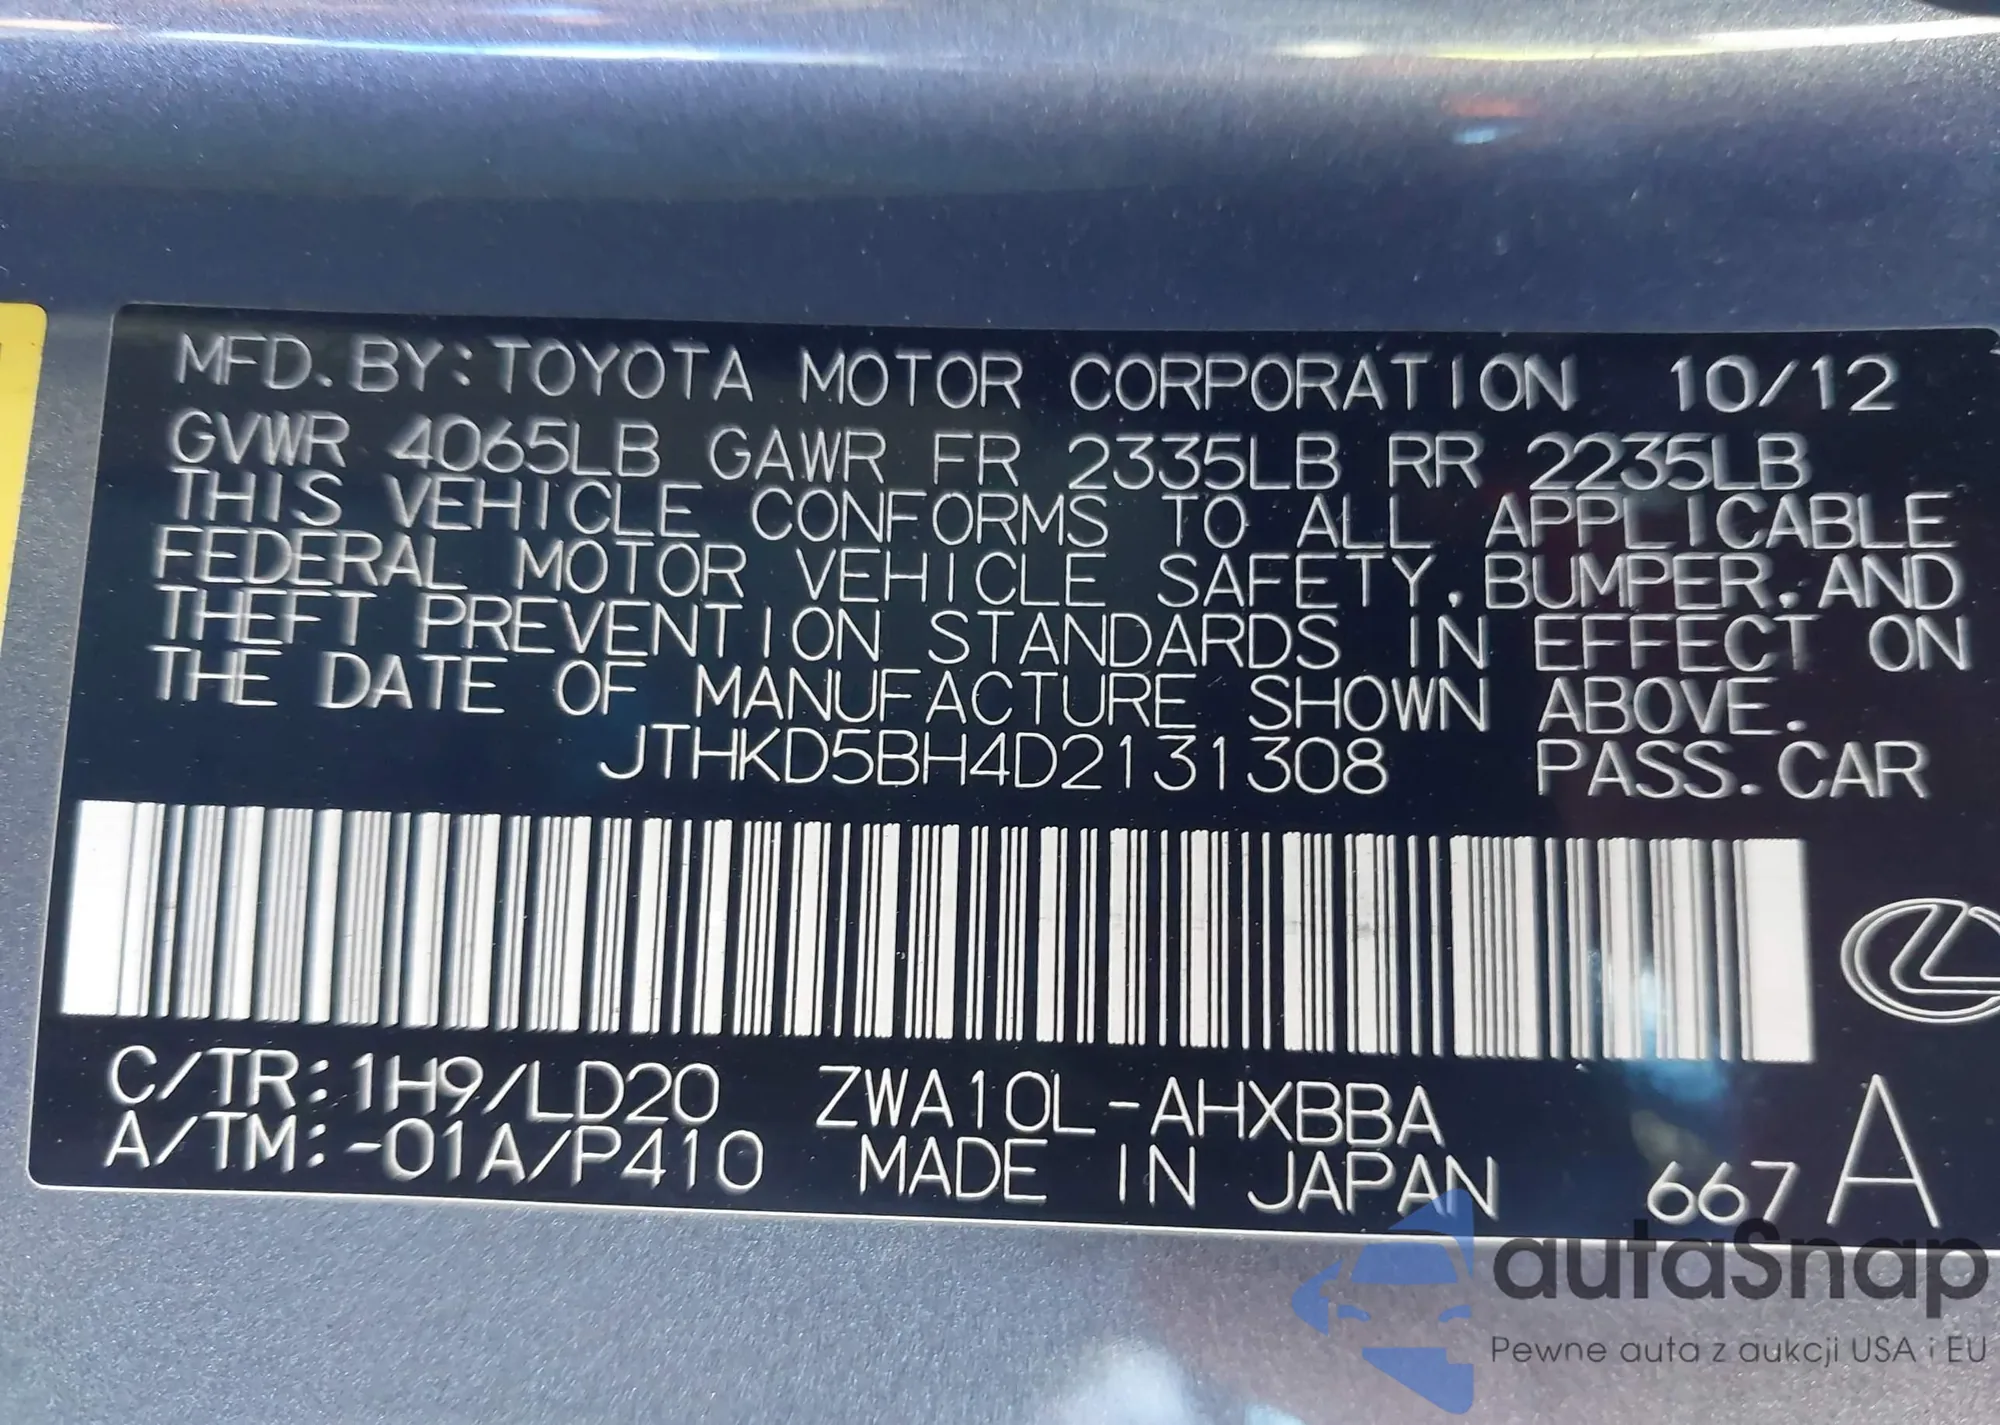 MFD. BY: TOYOTA MOTOR CORPORATION 10/12
GVWR 4065LB GAWR FR 2335LB RR 2235LB
THIS VEHICLE CONFORMS TO ALL APPLICABLE
FEDERAL MOTOR VEHICLE SAFETY, BUMPER, AND
THEFT PREVENTION STANDARDS IN EFFECT ON
THE DATE OF MANUFACTURE SHOWN ABOVE.
JTHKD5BH4D2131308 PASS. CAR
C/TR: 1H9/LD20 ZWA10L-AHXBBA
A/TM: -01A/P410 MADE IN JAPAN 667 A
autaSnap
Pewne auta z aukcji USA i EU